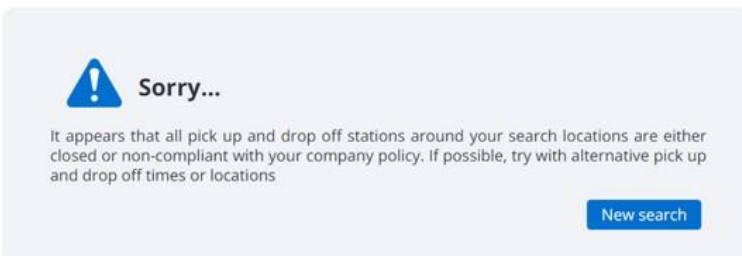 Sorry...
It appears that all pick up and drop off stations around your search locations are either
closed or non-compliant with your company policy. If possible, try with alternative pick up
and drop off times or locations
New search